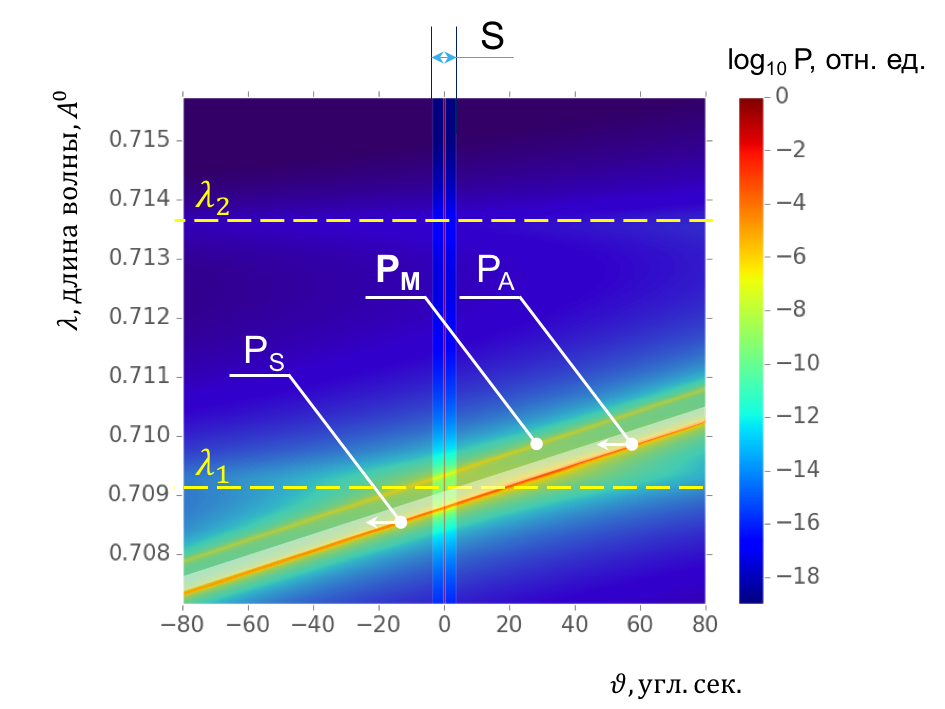 S
log₁₀ P, отн. ед.
λ, длина волны, A⁰
0.715
0.714
0.713
0.712
0.711
0.710
0.709
0.708
λ₂
λ₁
P_M
P_A
P_S
0
−2
−4
−6
−8
−10
−12
−14
−16
−18
−80 −60 −40 −20 0 20 40 60 80
ϑ, угл. сек.